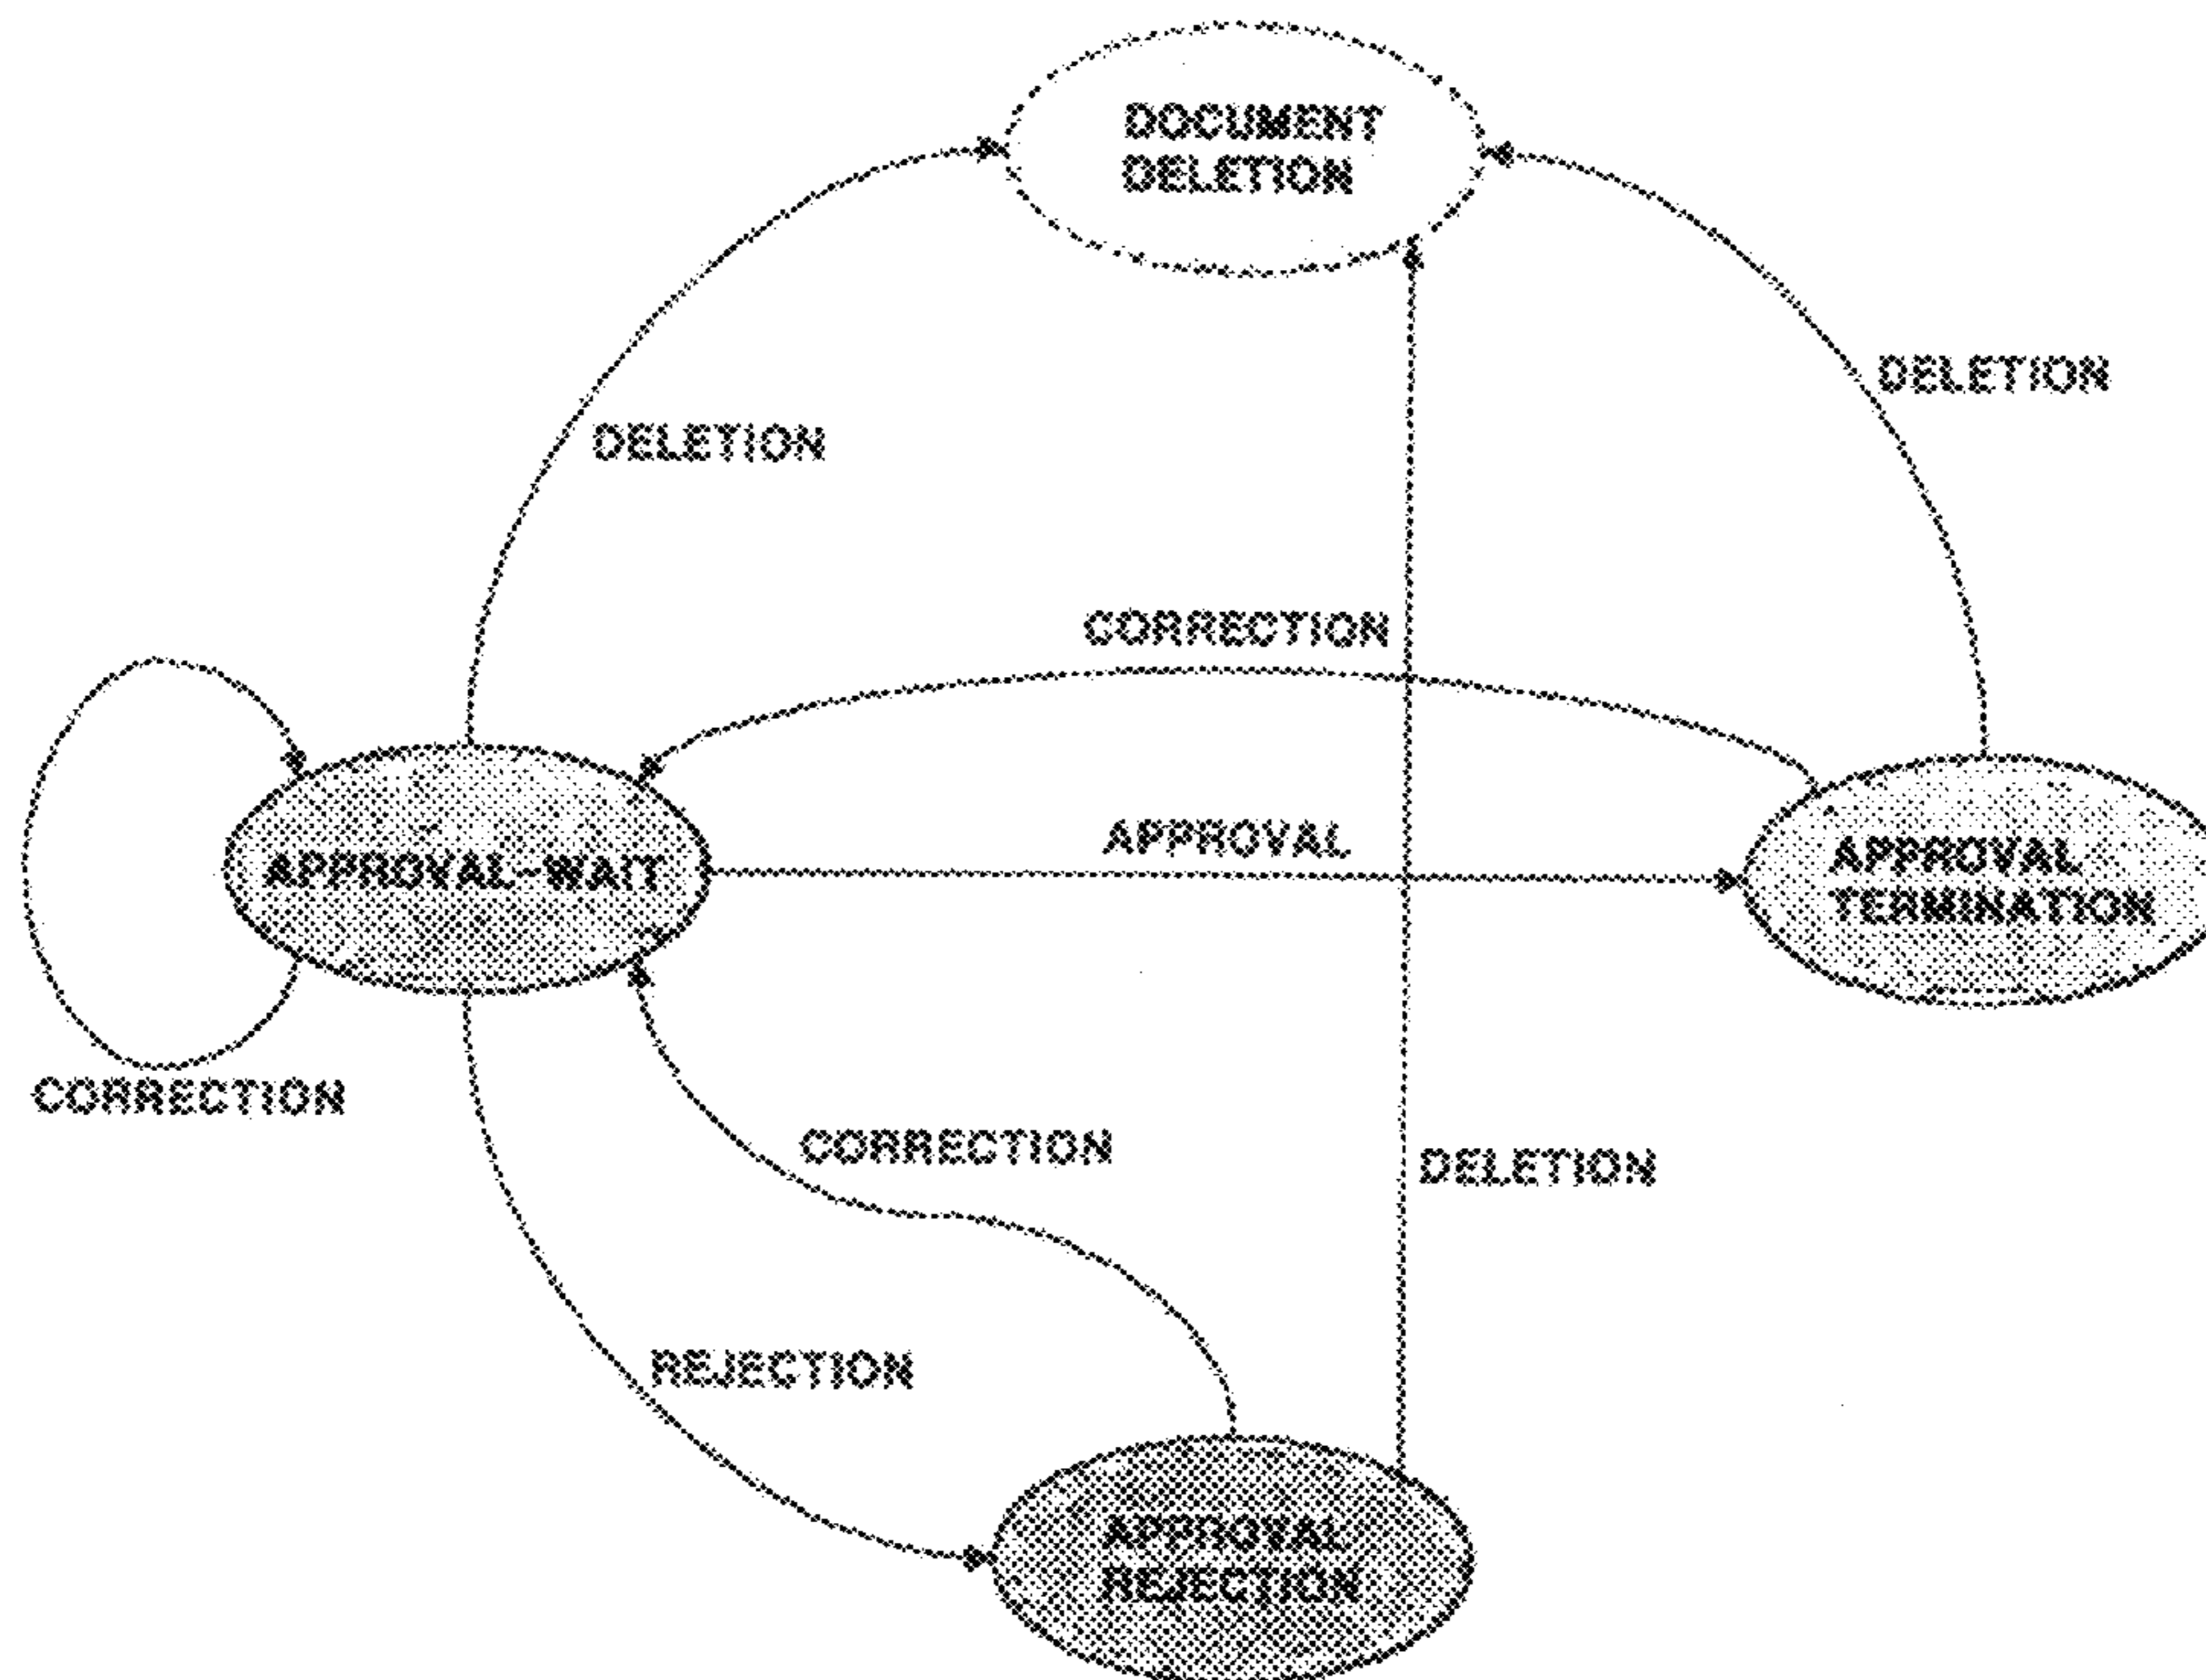 DOCUMENT
DELETION
DELETION
DELETION
CORRECTION
APPROVAL
APPROVAL-WAIT
APPROVAL
TERMINATION
CORRECTION
CORRECTION
DELETION
REJECTION
APPROVAL
REJECTION